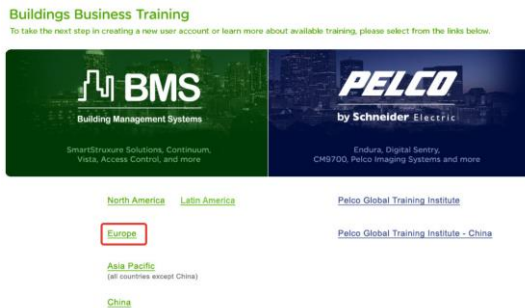 Buildings Business Training
To take the next step in creating a new user account or learn more about available training, please select from the links below.
BMS
Building Management Systems
SmartStruxure Solutions, Continuum,
Vista, Access Control, and more
PELCO
by Schneider Electric
Endura, Digital Sentry,
CM9700, Pelco Imaging Systems and more
North America Latin America
Europe
Asia Pacific
(all countries except China)
China
Pelco Global Training Institute
Pelco Global Training Institute - China